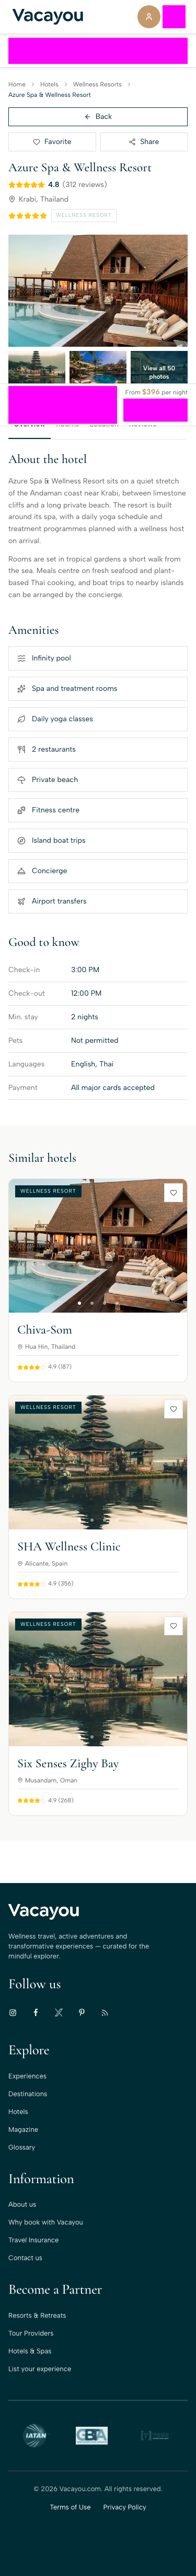 Vacayou
Home > Hotels > Wellness Resorts >
Azure Spa & Wellness Resort
Back
Favorite
Share
Azure Spa & Wellness Resort
4.8 (312 reviews)
Krabi, Thailand
WELLNESS RESORT
View all 50
photos
From $396 per night
About the hotel
Azure Spa & Wellness Resort sits on a quiet stretch
of the Andaman coast near Krabi, between limestone
cliffs and a long private beach. The resort is built
around its spa, with a daily yoga schedule and
treatment programmes planned with a wellness host
on arrival.
Rooms are set in tropical gardens a short walk from
the sea. Meals centre on fresh seafood and plant-
based Thai cooking, and boat trips to nearby islands
can be arranged by the concierge.
Amenities
Infinity pool
Spa and treatment rooms
Daily yoga classes
2 restaurants
Private beach
Fitness centre
Island boat trips
Concierge
Airport transfers
Good to know
Check-in 3:00 PM
Check-out 12:00 PM
Min. stay 2 nights
Pets Not permitted
Languages English, Thai
Payment All major cards accepted
Similar hotels
WELLNESS RESORT
Chiva-Som
Hua Hin, Thailand
4.9 (187)
WELLNESS RESORT
SHA Wellness Clinic
Alicante, Spain
4.9 (356)
WELLNESS RESORT
Six Senses Zighy Bay
Musandam, Oman
4.9 (268)
Vacayou
Wellness travel, active adventures and
transformative experiences — curated for the
mindful explorer.
Follow us
Explore
Experiences
Destinations
Hotels
Magazine
Glossary
Information
About us
Why book with Vacayou
Travel Insurance
Contact us
Become a Partner
Resorts & Retreats
Tour Providers
Hotels & Spas
List your experience
IATAN
GBTA
© 2026 Vacayou.com. All rights reserved.
Terms of Use Privacy Policy